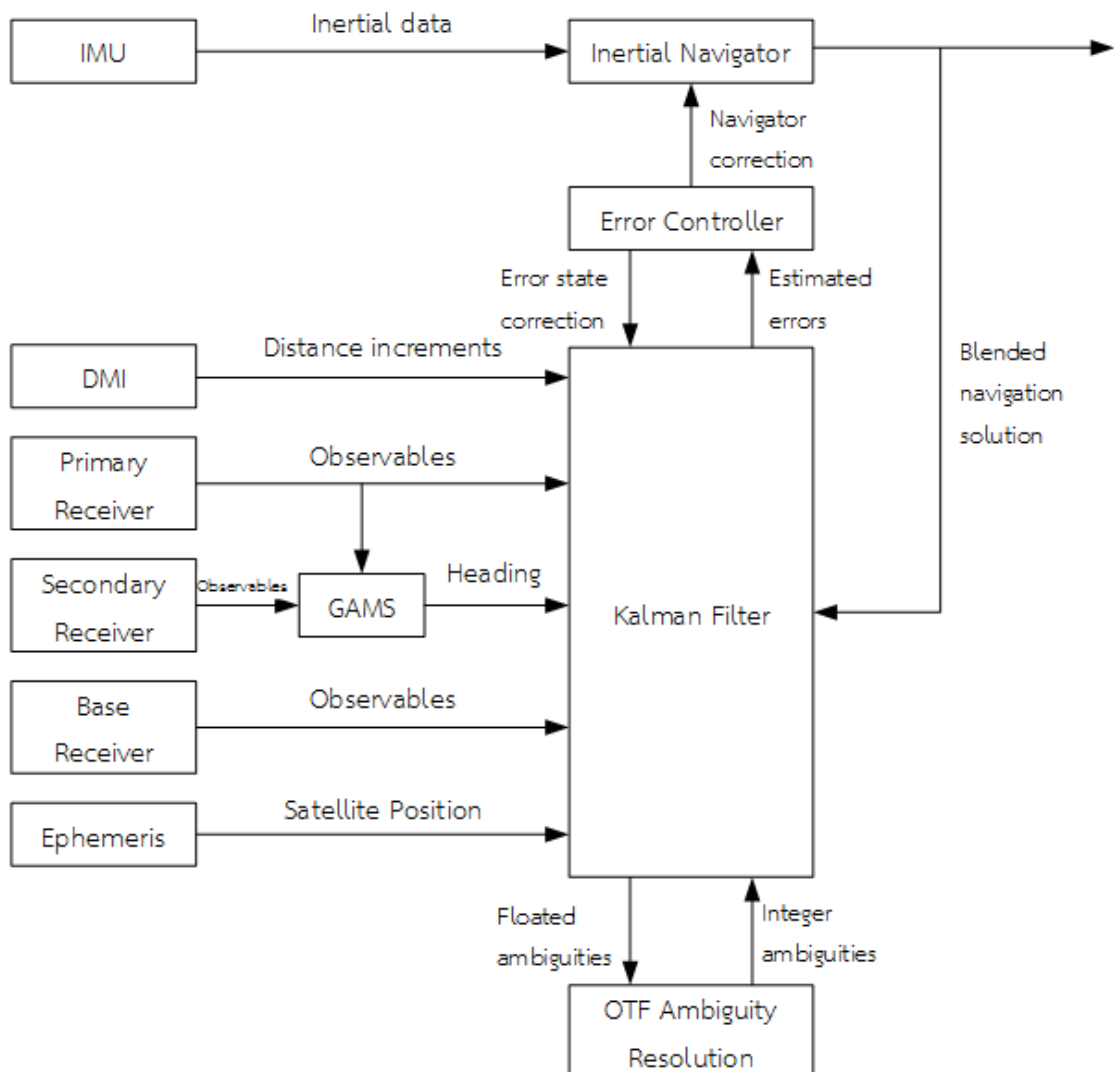 Inertial data
IMU
Inertial Navigator
Navigator
correction
Error Controller
Error state
correction
Estimated
errors
Distance increments
DMI
Blended
navigation
solution
Primary
Receiver
Observables
Secondary
Receiver
Observables
GAMS
Heading
Kalman Filter
Base
Receiver
Observables
Satellite Position
Ephemeris
Floated
ambiguities
Integer
ambiguities
OTF Ambiguity
Resolution